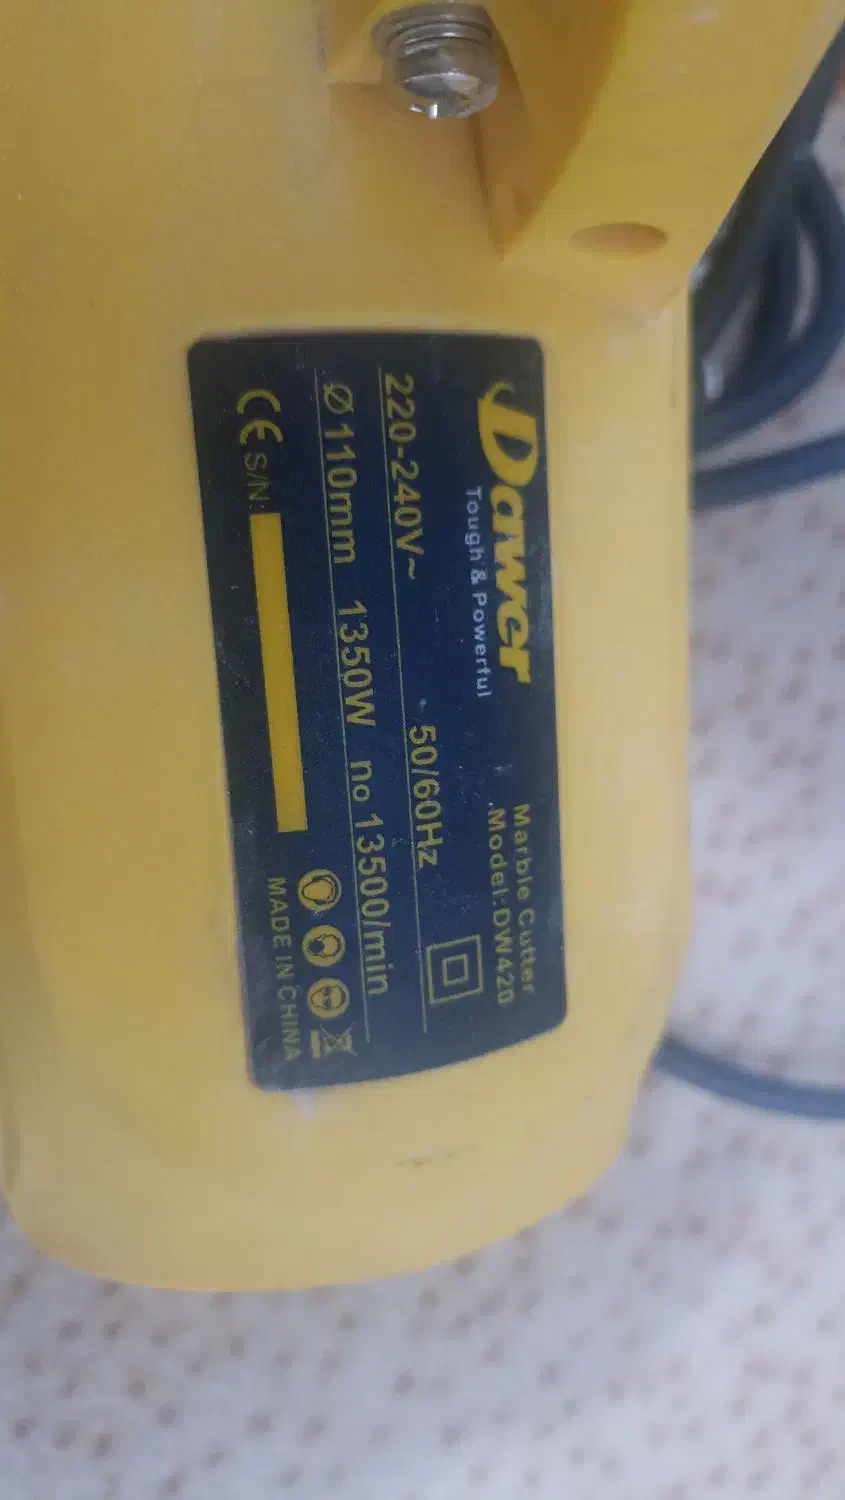 Dawer
Tough & Powerful
Marble Cutter
Model:DW420
220-240V~ 50/60Hz
Ø110mm 1350W no 13500/min
CE S/N:
MADE IN CHINA